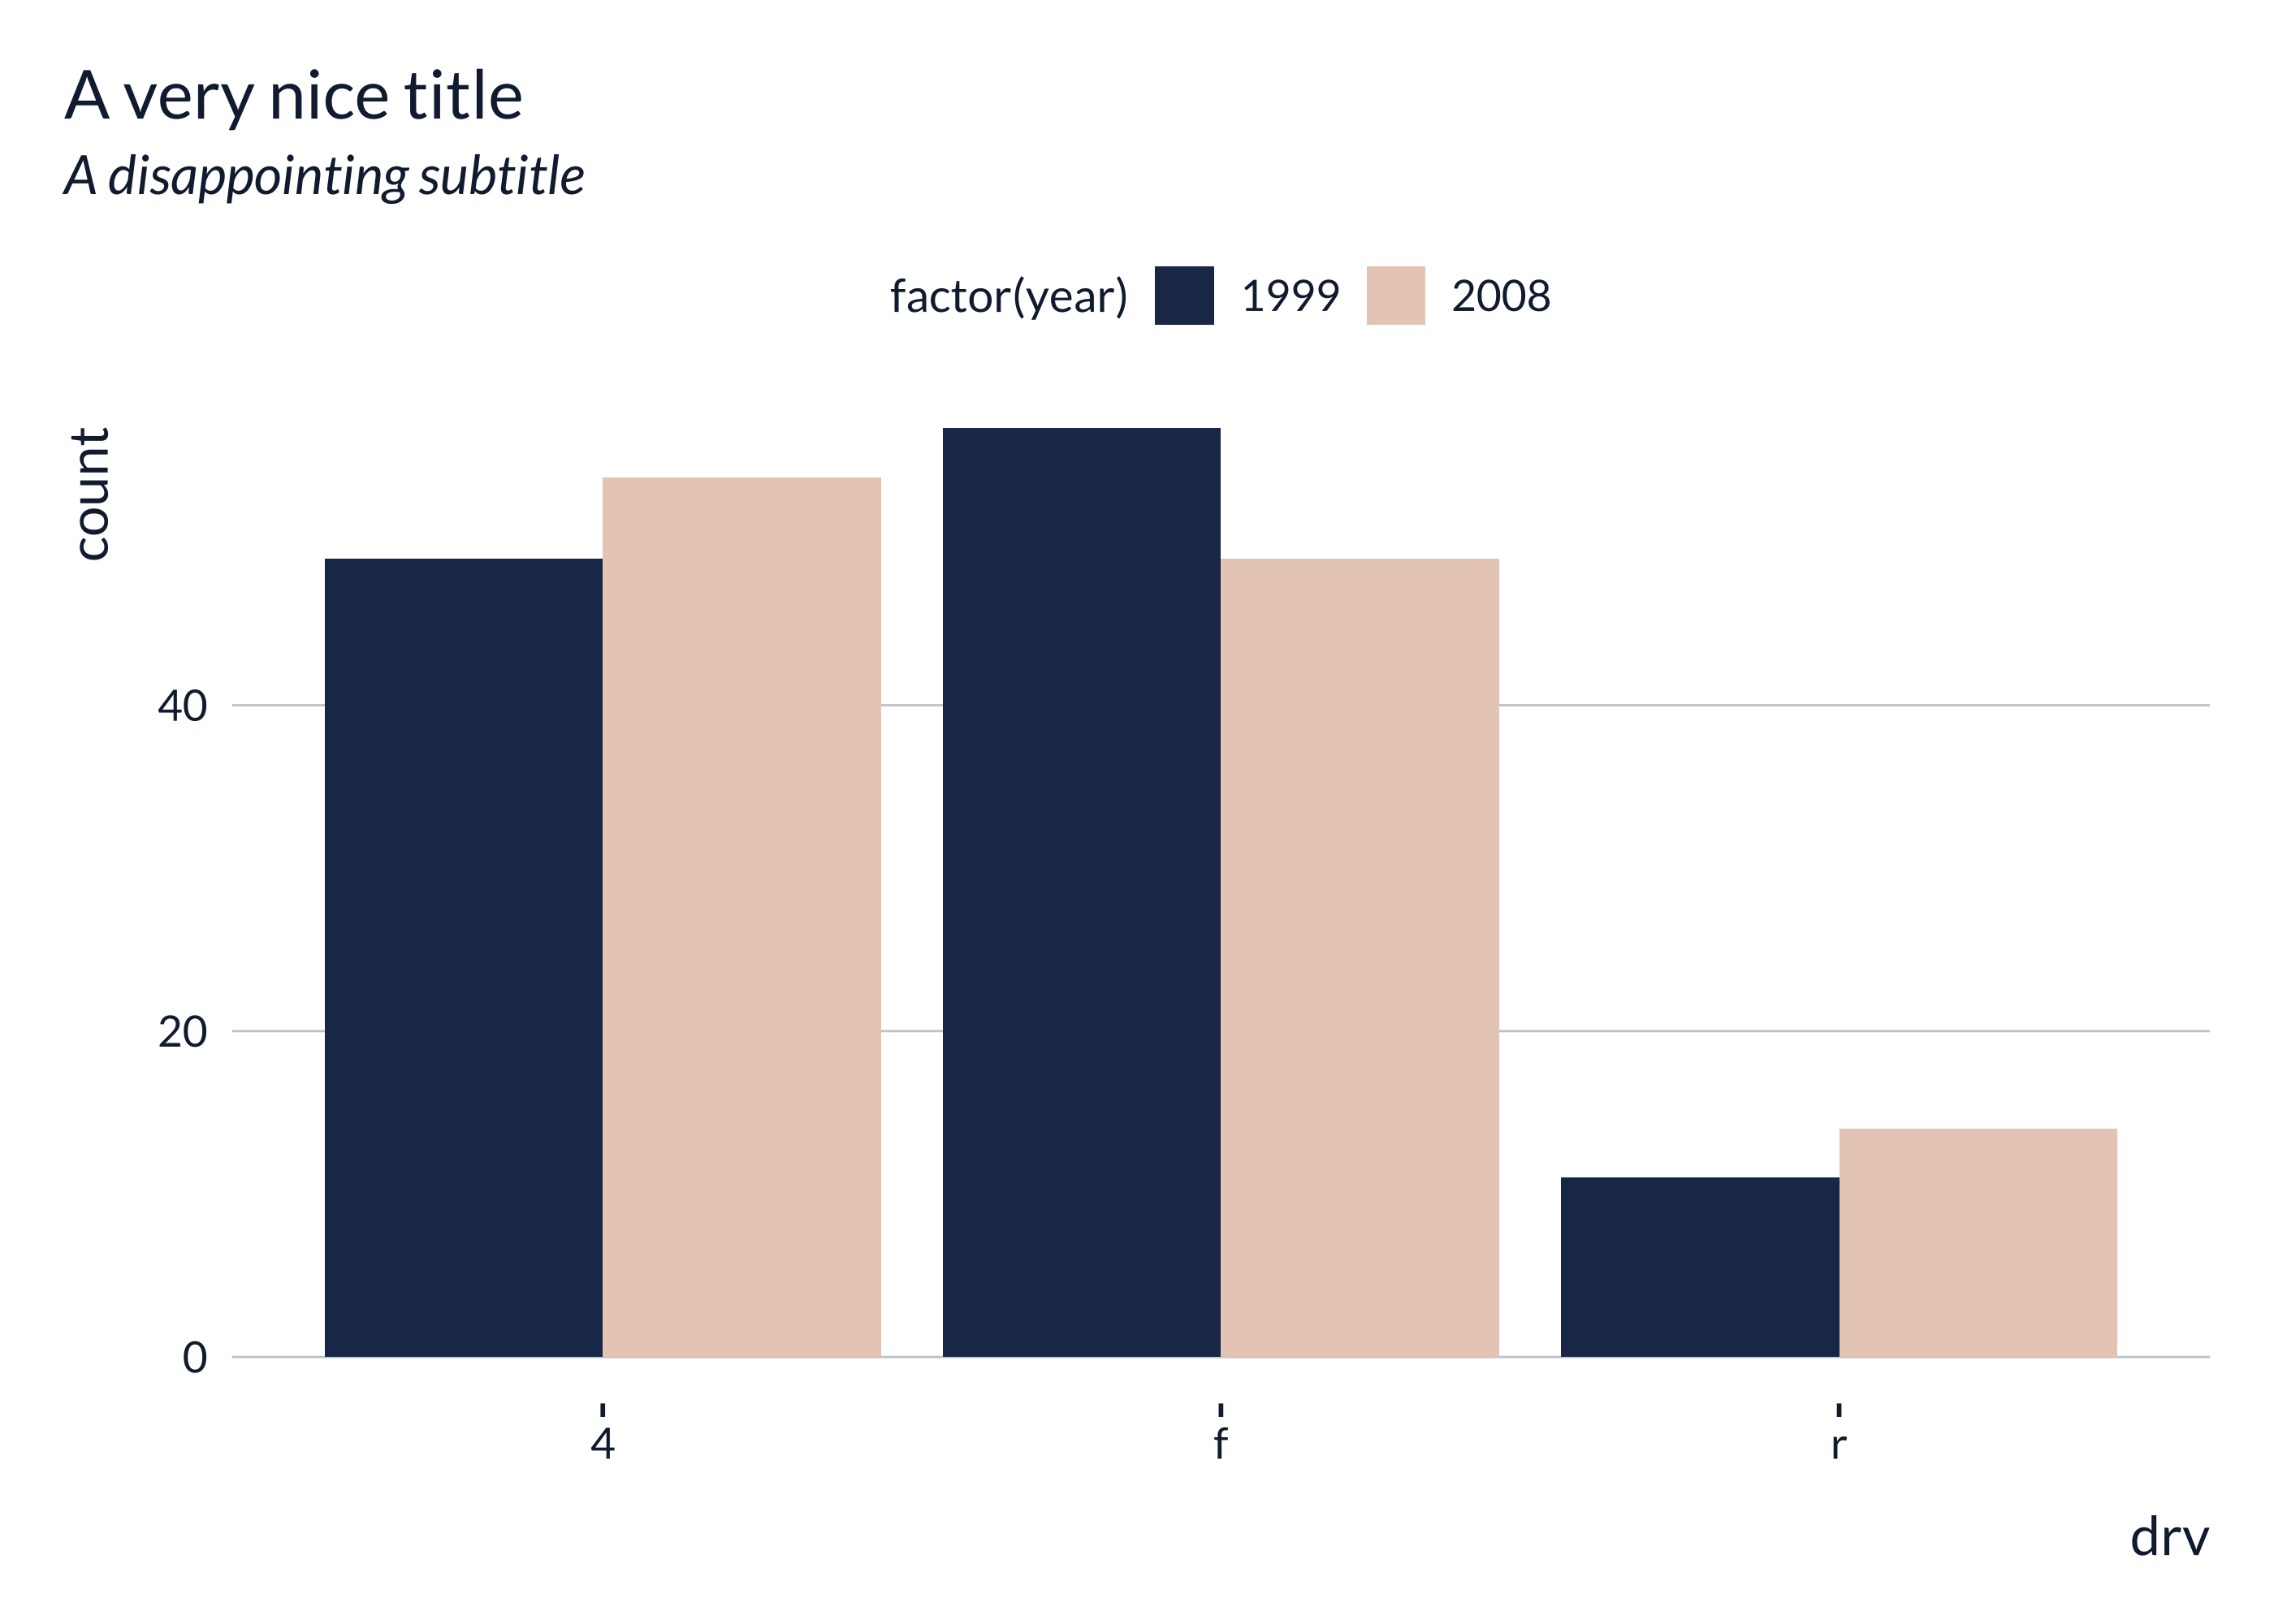 A very nice title
A disappointing subtitle
factor(year) 1999 2008
count
40
20
0
4 f r
drv